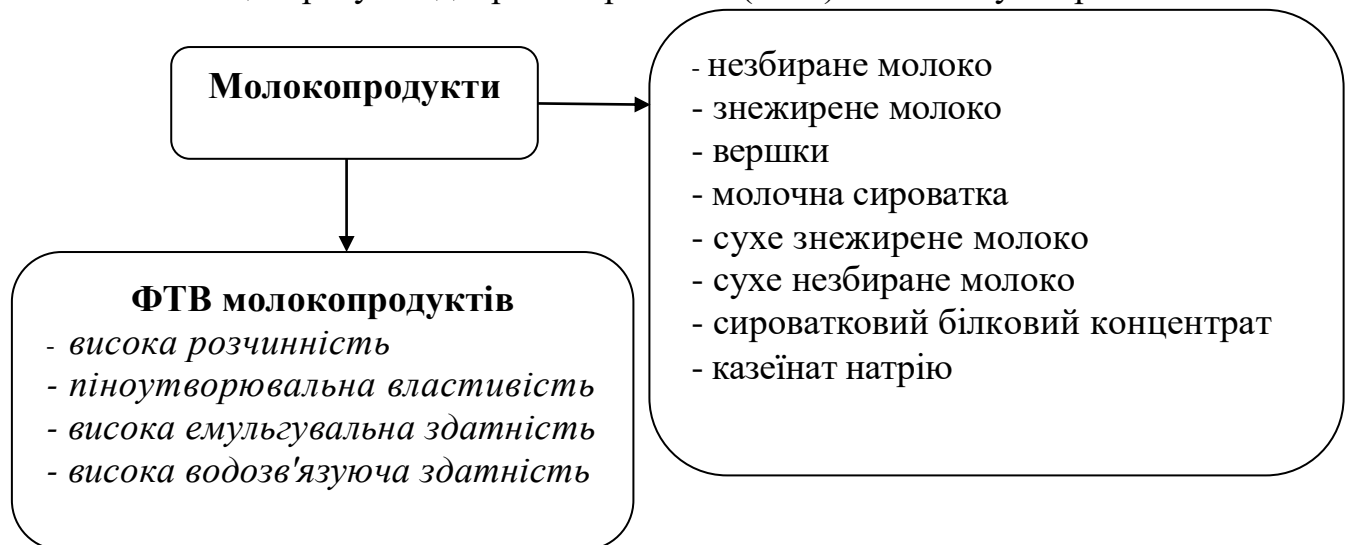 Молокопродукти
- незбиране молоко
- знежирене молоко
- вершки
- молочна сироватка
- сухе знежирене молоко
- сухе незбиране молоко
- сироватковий білковий концентрат
- казеїнат натрію
ФТВ молокопродуктів
- висока розчинність
- піноутворювальна властивість
- висока емульгувальна здатність
- висока водозв'язуюча здатність